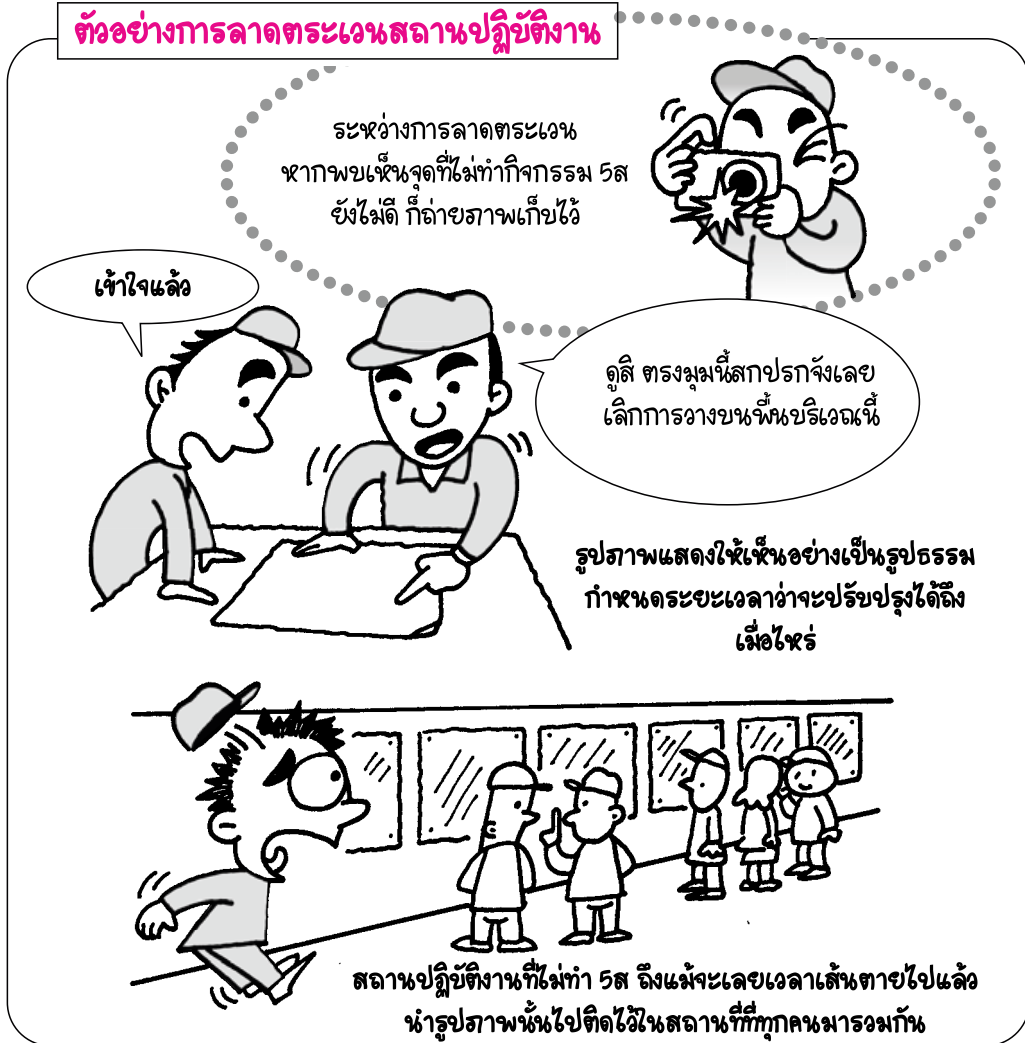 ตัวอย่างการลาดตระเวนสถานปฏิบัติงาน
ระหว่างการลาดตระเวน
หากพบเห็นจุดที่ไม่ทำกิจกรรม 5ส
ยังไม่ดี ก็ถ่ายภาพเก็บไว้
เข้าใจแล้ว
ดูสิ ตรงมุมนี้สกปรกจังเลย
เลิกการวางบนพื้นบริเวณนี้
รูปภาพแสดงให้เห็นอย่างเป็นรูปธรรม
กำหนดระยะเวลาว่าจะปรับปรุงได้ถึง
เมื่อไหร่
สถานปฏิบัติงานที่ไม่ทำ 5ส ถึงแม้จะเลยเวลาเส้นตายไปแล้ว
นำรูปภาพนั้นไปติดไว้ในสถานที่ที่ทุกคนมารวมกัน